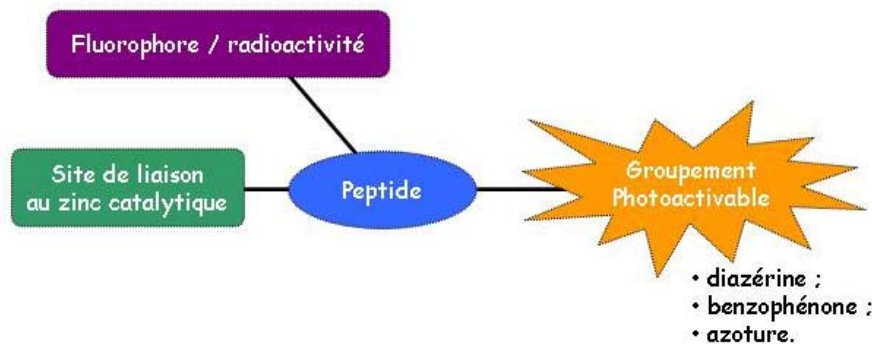 Fluorophore / radioactivité
Site de liaison
au zinc catalytique
Peptide
Groupement
Photoactivable
• diazérine ;
• benzophénone ;
• azoture.